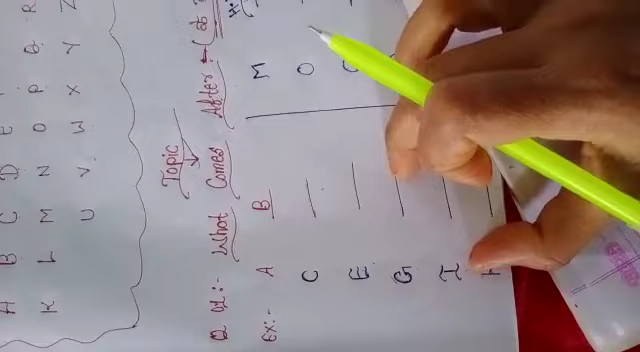 A B C D E
K L M N O P Q R
U V W X Y Z
Topic
Q 01:- What Comes After :-
Ex:- A B M
C O
E
G
I